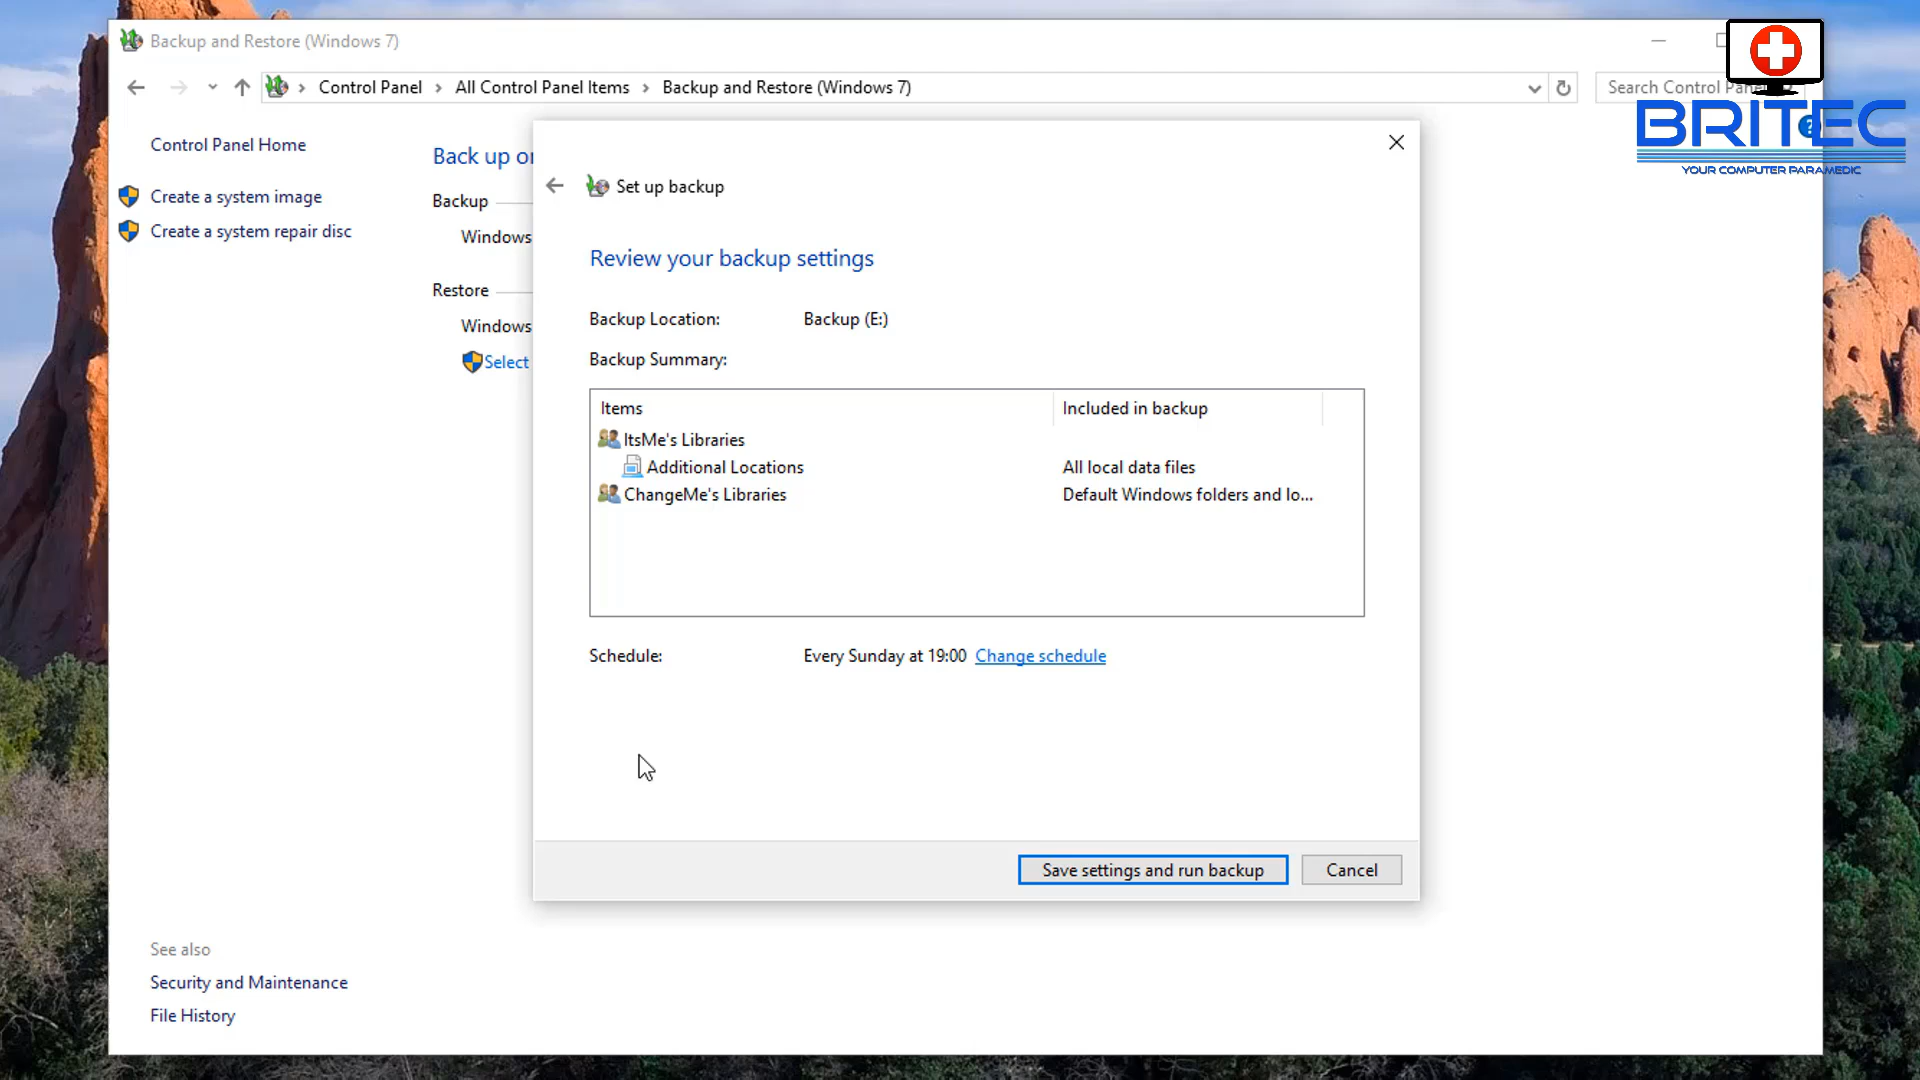 Backup and Restore (Windows 7)
Control Panel > All Control Panel Items > Backup and Restore (Windows 7)
Search Control
BRITEC
YOUR COMPUTER PARAMEDIC
Control Panel Home
Create a system image
Create a system repair disc
Back up
Backup
Windows
Restore
Windows
Select
Set up backup
Review your backup settings
Backup Location: Backup (E:)
Backup Summary:
Items Included in backup
ItsMe's Libraries
Additional Locations All local data files
ChangeMe's Libraries Default Windows folders and lo...
Schedule: Every Sunday at 19:00 Change schedule
Save settings and run backup Cancel
See also
Security and Maintenance
File History